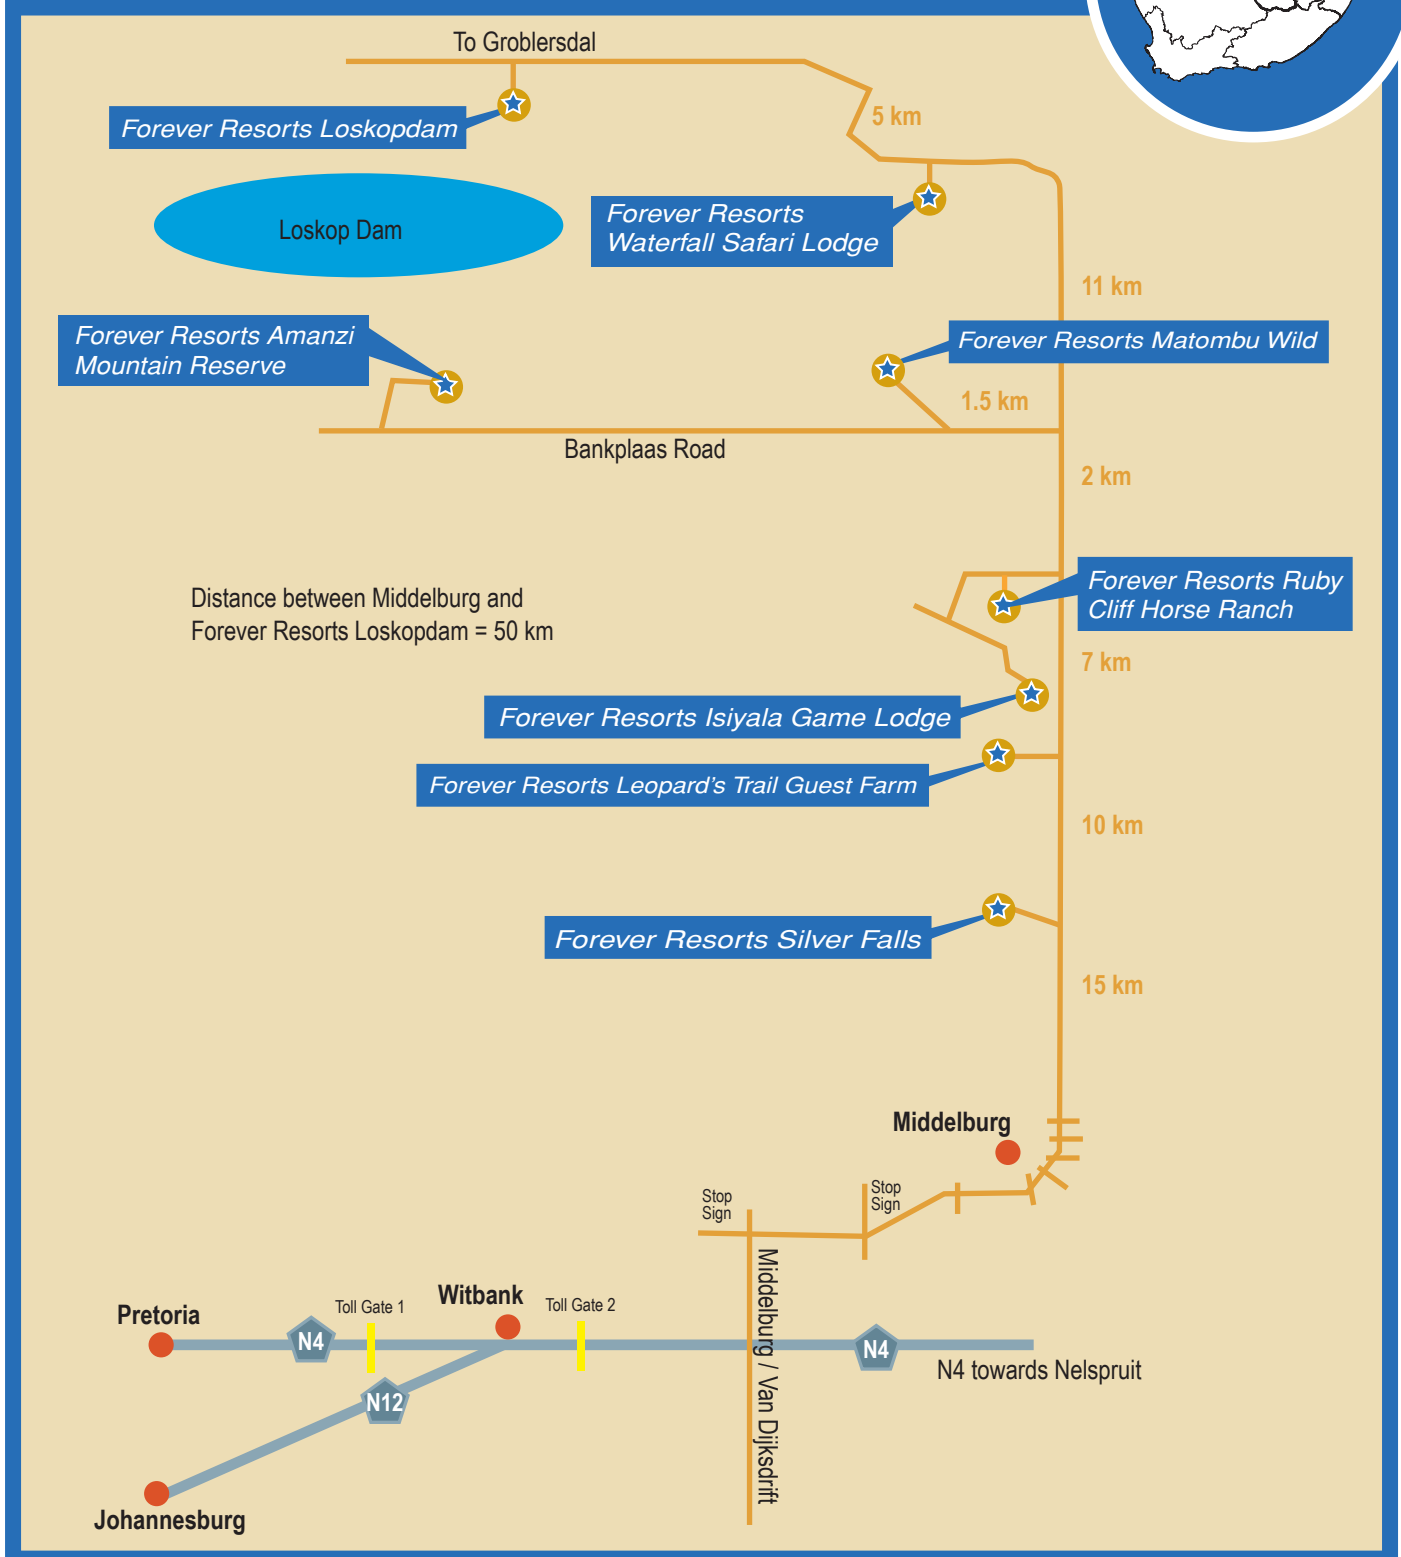 To Groblersdal
5 km
Forever Resorts Loskopdam
Forever Resorts
Waterfall Safari Lodge
Loskop Dam
11 km
Forever Resorts Amanzi
Mountain Reserve
Forever Resorts Matombu Wild
1.5 km
Bankplaas Road
2 km
Forever Resorts Ruby
Cliff Horse Ranch
Distance between Middelburg and
Forever Resorts Loskopdam = 50 km
7 km
Forever Resorts Isiyala Game Lodge
Forever Resorts Leopard's Trail Guest Farm
10 km
Forever Resorts Silver Falls
15 km
Middelburg
Stop
Sign
Stop
Sign
Middelburg / Van Dijksdrift
Witbank
Toll Gate 1
Toll Gate 2
Pretoria
N4
N4
N4 towards Nelspruit
N12
Johannesburg